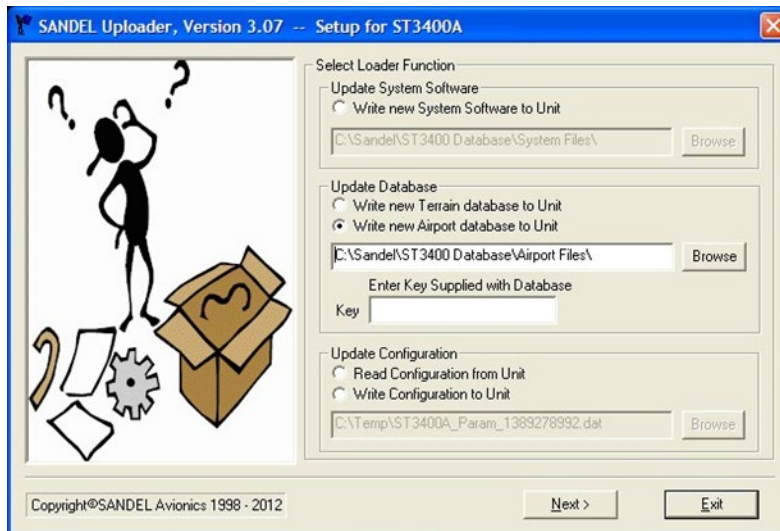 SANDEL Uploader, Version 3.07 -- Setup for ST3400A
Select Loader Function
Update System Software
Write new System Software to Unit
C:\Sandel\ST3400 Database\System Files\
Browse
Update Database
Write new Terrain database to Unit
Write new Airport database to Unit
C:\Sandel\ST3400 Database\Airport Files\
Browse
Enter Key Supplied with Database
Key
Update Configuration
Read Configuration from Unit
Write Configuration to Unit
C:\Temp\ST3400A_Param_1389278992.dat
Browse
Copyright©SANDEL Avionics 1998 - 2012
Next >
Exit